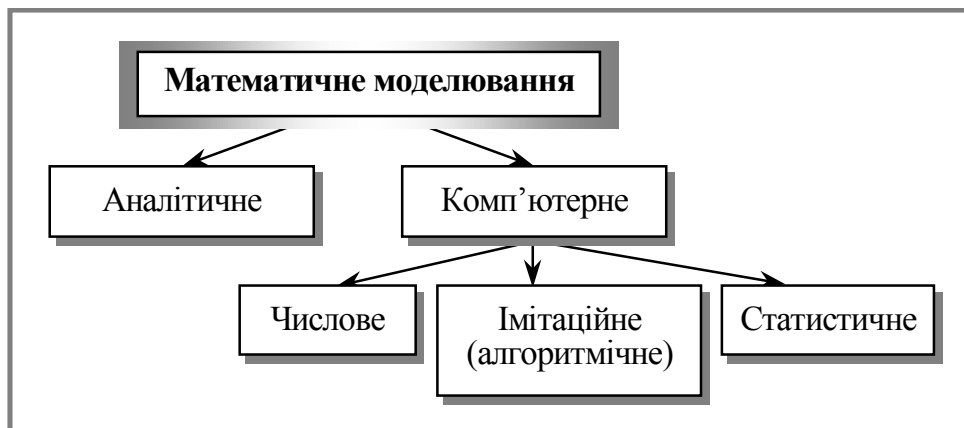 Математичне моделювання
Аналітичне
Комп’ютерне
Числове
Імітаційне
(алгоритмічне)
Статистичне